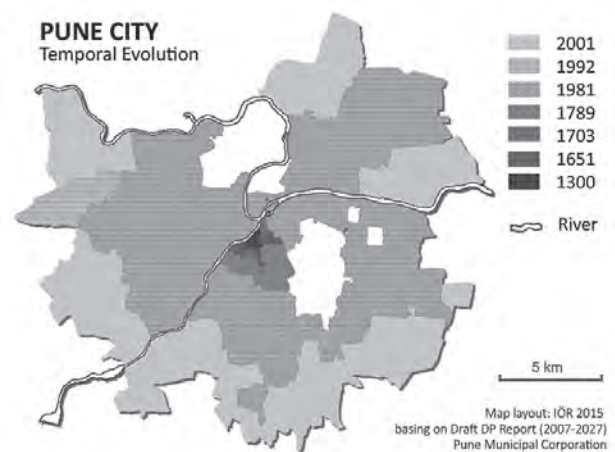 PUNE CITY
Temporal Evolution
2001
1992
1981
1789
1703
1651
1300
River
5 km
Map layout: IÖR 2015
basing on Draft DP Report (2007-2027)
Pune Municipal Corporation